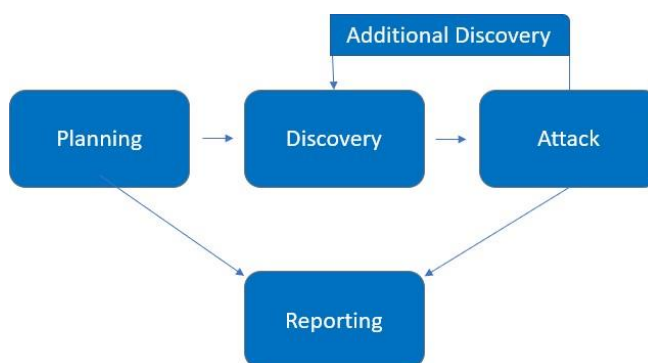 Additional Discovery
Planning
Discovery
Attack
Reporting